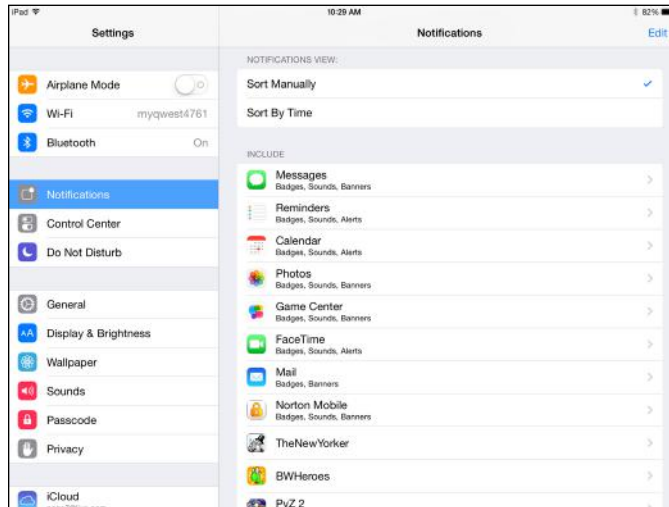 iPad
10:29 AM
82%
Settings
Notifications
Edit
Airplane Mode
Wi-Fi
myqwest4761
Bluetooth
On
Notifications
Control Center
Do Not Disturb
General
Display & Brightness
Wallpaper
Sounds
Passcode
Privacy
iCloud
NOTIFICATIONS VIEW:
Sort Manually
Sort By Time
INCLUDE
Messages
Badges, Sounds, Banners
Reminders
Badges, Sounds, Alerts
Calendar
Badges, Sounds, Alerts
Photos
Badges, Sounds, Banners
Game Center
Badges, Sounds, Banners
FaceTime
Badges, Sounds, Alerts
Mail
Badges, Banners
Norton Mobile
Badges, Sounds, Banners
TheNewYorker
BWHeroes
PvZ 2